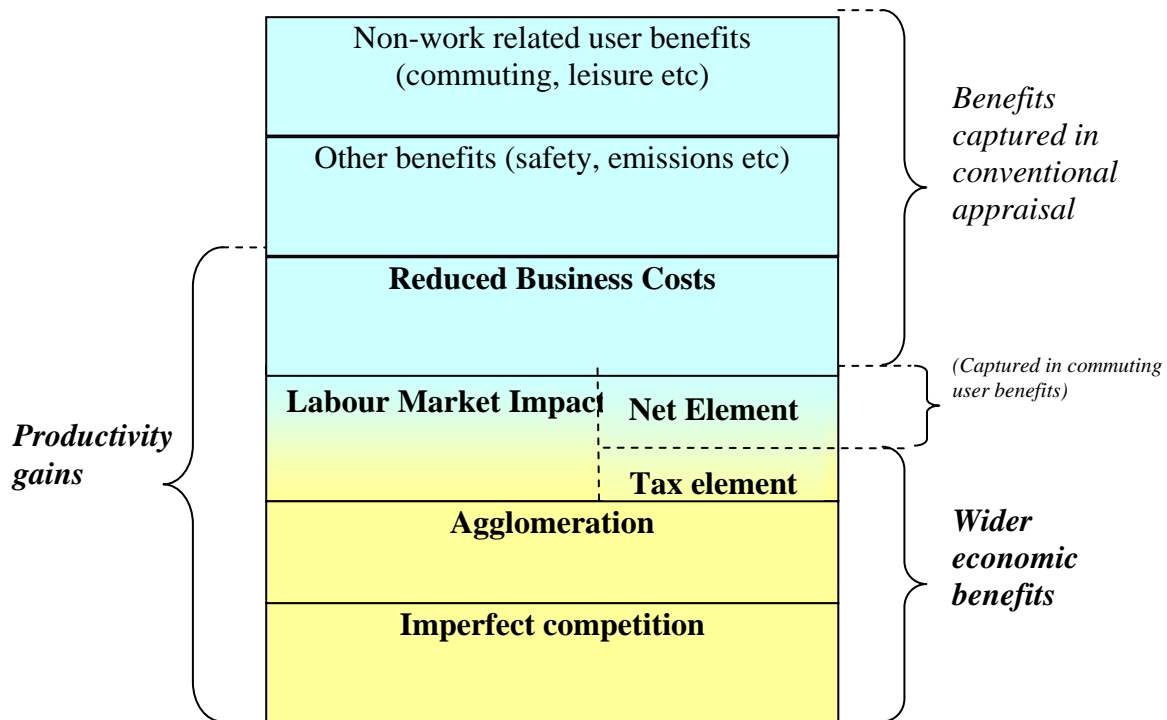 Non-work related user benefits
(commuting, leisure etc)
Other benefits (safety, emissions etc)
Reduced Business Costs
Labour Market Impact
Net Element
Tax element
Agglomeration
Imperfect competition
Productivity
gains
Benefits
captured in
conventional
appraisal
(Captured in commuting
user benefits)
Wider
economic
benefits